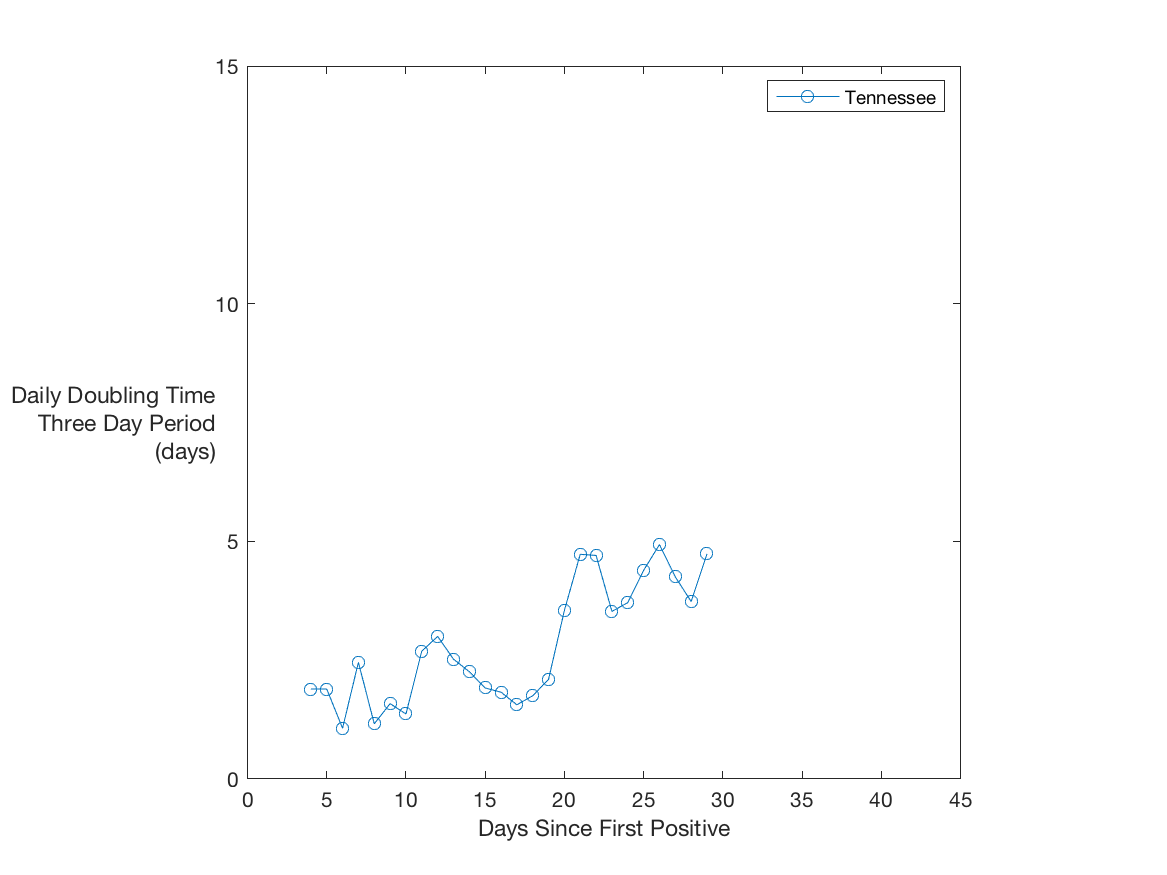 15
Tennessee
10
Daily Doubling Time
Three Day Period
(days)
5
0
0 5 10 15 20 25 30 35 40 45
Days Since First Positive